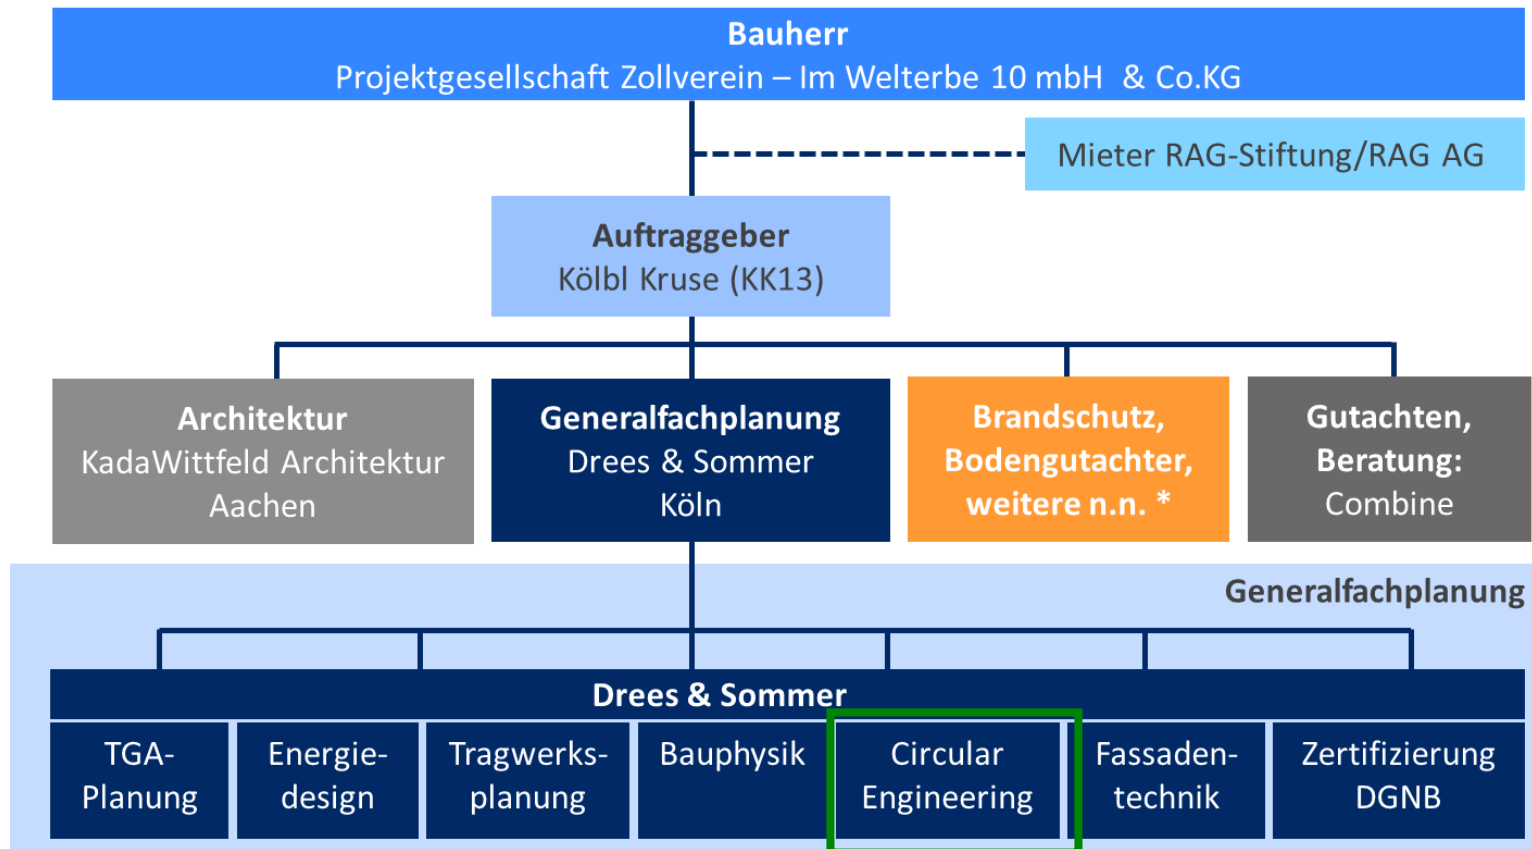 Bauherr
Projektgesellschaft Zollverein – Im Welterbe 10 mbH & Co.KG
Mieter RAG-Stiftung/RAG AG
Auftraggeber
Kölbl Kruse (KK13)
Architektur
KadaWittfeld Architektur
Aachen
Generalfachplanung
Drees & Sommer
Köln
Brandschutz,
Bodengutachter,
weitere n.n. *
Gutachten,
Beratung:
Combine
Generalfachplanung
Drees & Sommer
TGA-
Planung
Energie-
design
Tragwerks-
planung
Bauphysik
Circular
Engineering
Fassaden-
technik
Zertifizierung
DGNB